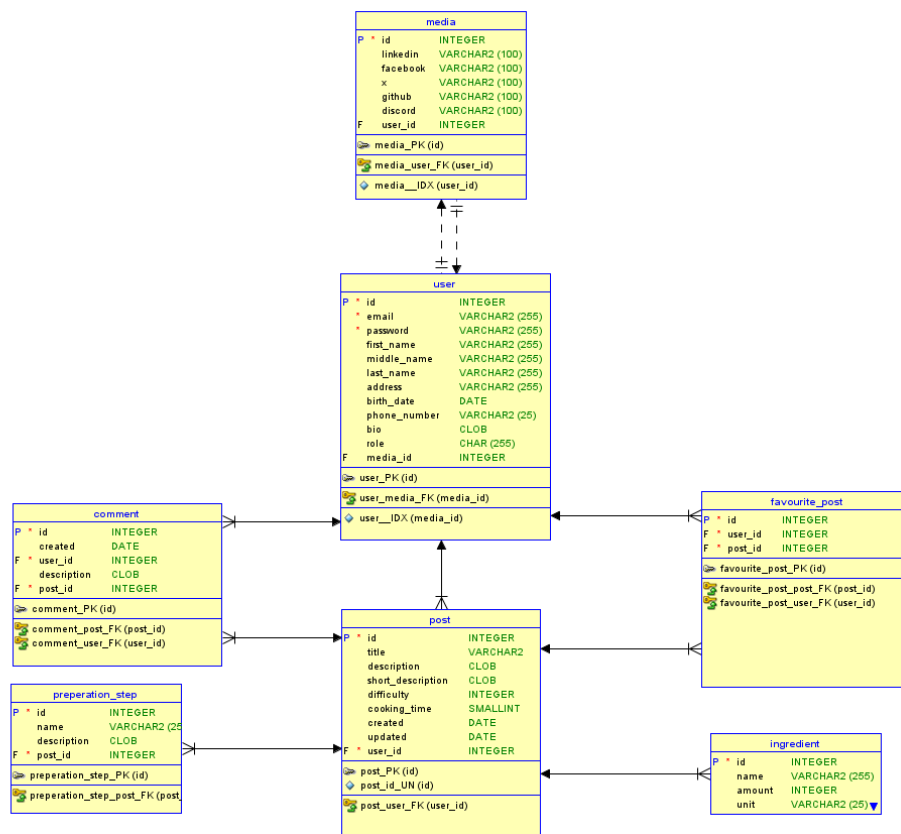 media
P * id INTEGER
linkedin VARCHAR2 (100)
facebook VARCHAR2 (100)
x VARCHAR2 (100)
github VARCHAR2 (100)
discord VARCHAR2 (100)
F user_id INTEGER
media_PK (id)
media_user_FK (user_id)
media__IDX (user_id)
user
P * id INTEGER
* email VARCHAR2 (255)
* password VARCHAR2 (255)
first_name VARCHAR2 (255)
middle_name VARCHAR2 (255)
last_name VARCHAR2 (255)
address VARCHAR2 (255)
birth_date DATE
phone_number VARCHAR2 (25)
bio CLOB
role CHAR (255)
F media_id INTEGER
user_PK (id)
user_media_FK (media_id)
user__IDX (media_id)
comment
P * id INTEGER
created DATE
F * user_id INTEGER
description CLOB
F * post_id INTEGER
comment_PK (id)
comment_post_FK (post_id)
comment_user_FK (user_id)
favourite_post
P * id INTEGER
F * user_id INTEGER
F * post_id INTEGER
favourite_post_PK (id)
favourite_post_post_FK (post_id)
favourite_post_user_FK (user_id)
post
P * id INTEGER
title VARCHAR2
description CLOB
short_description CLOB
difficulty INTEGER
cooking_time SMALLINT
created DATE
updated DATE
F * user_id INTEGER
post_PK (id)
post_id_UN (id)
post_user_FK (user_id)
preperation_step
P * id INTEGER
name VARCHAR2 (25
description CLOB
F * post_id INTEGER
preperation_step_PK (id)
preperation_step_post_FK (post_
ingredient
P * id INTEGER
name VARCHAR2 (255)
amount INTEGER
unit VARCHAR2 (25)